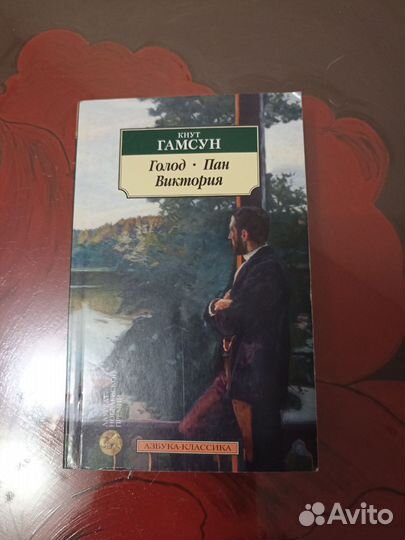 КНУТ
ГАМСУН
Голод · Пан
Виктория
АЗБУКА-КЛАССИКА
Avito